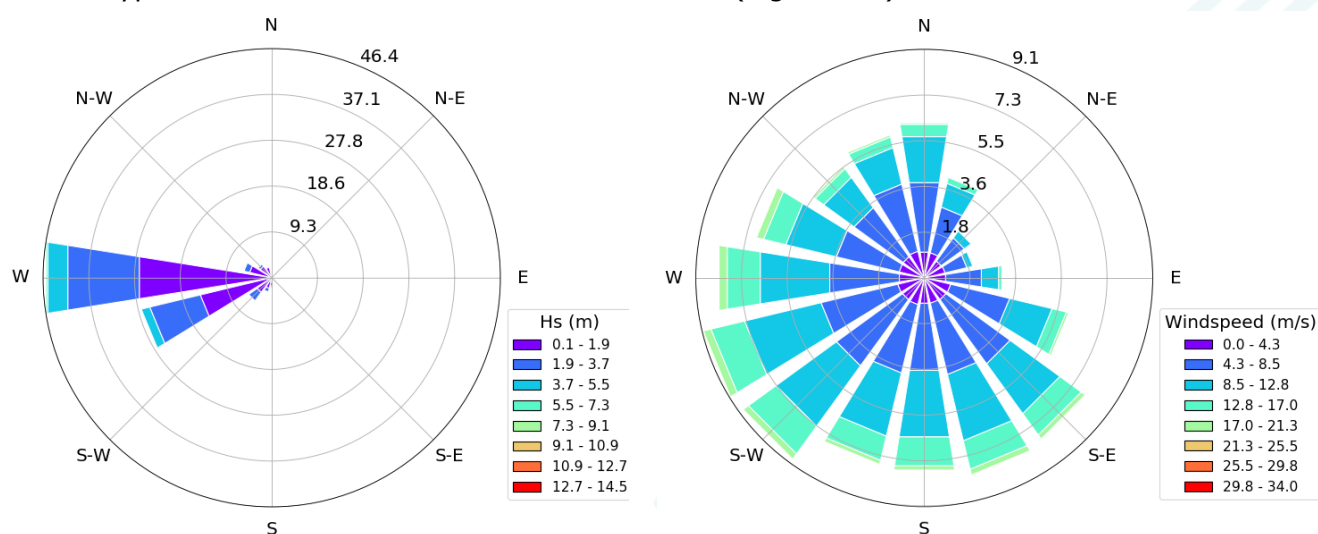 N
46.4
N-W
37.1
N-E
27.8
18.6
9.3
W
E
S-W
S-E
S
Hs (m)
0.1 - 1.9
1.9 - 3.7
3.7 - 5.5
5.5 - 7.3
7.3 - 9.1
9.1 - 10.9
10.9 - 12.7
12.7 - 14.5
N
9.1
N-W
7.3
N-E
5.5
3.6
1.8
W
E
S-W
S-E
S
Windspeed (m/s)
0.0 - 4.3
4.3 - 8.5
8.5 - 12.8
12.8 - 17.0
17.0 - 21.3
21.3 - 25.5
25.5 - 29.8
29.8 - 34.0